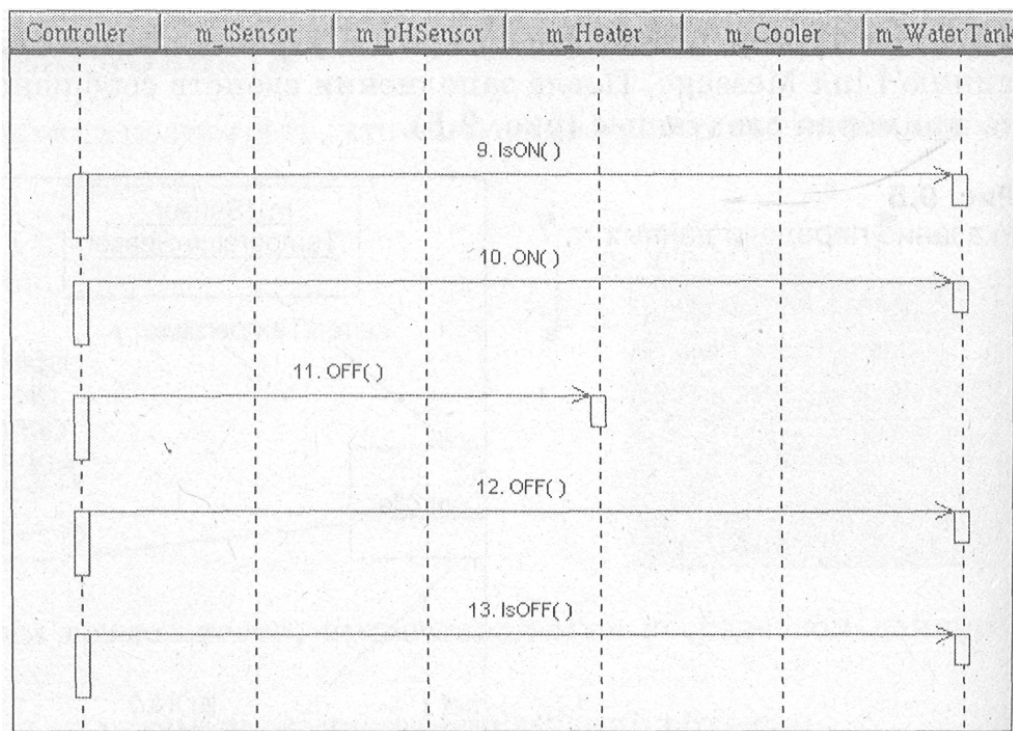 Controller
m_tSensor
m_pHSensor
m_Heater
m_Cooler
m_WaterTank
9. IsON( )
10. ON( )
11. OFF( )
12. OFF( )
13. IsOFF( )